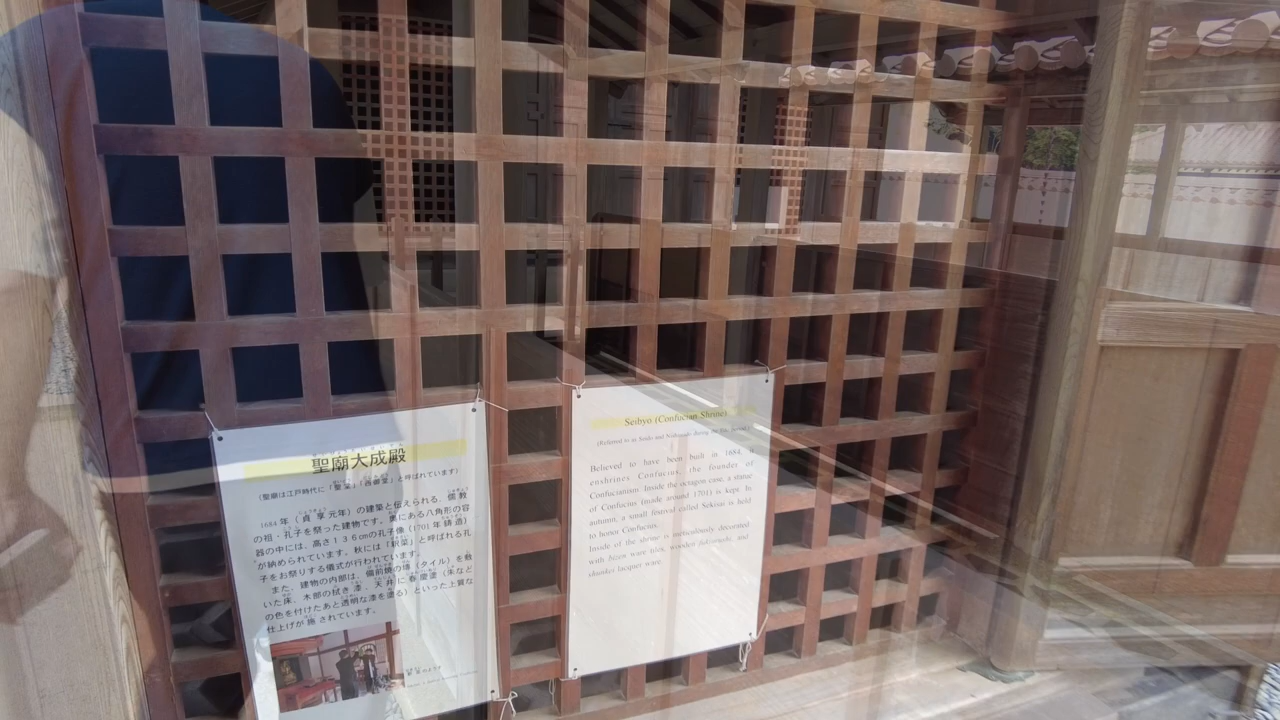 聖廟大成殿
(聖廟は江戸時代に「聖堂」「西御堂」と呼ばれています)
1684年(貞享元年)の建築と伝えられる、儒教
の祖・孔子を祭った建物です。奥にある八角形の容
器の中には、高さ136cmの孔子像(1701年鋳造)
が納められています。秋には「釈菜」と呼ばれる孔
子をお祭りする儀式が行われています。
また、建物の内部は、備前焼の塼(タイル)を敷
いた床、木部の拭き漆、天井に春慶塗(朱など
の色を付けたあと透明な漆を塗る)といった上質な
仕上げが施されています。
Seibyo (Confucian Shrine)
(Referred to as Seido and during the Edo period.)
Believed to have been built in 1684, it
enshrines Confucius, the founder of
Confucianism. Inside the octagon case, a statue
of Confucius (made around 1701) is kept. In
autumn, a small festival called Sekisai is held
to honor Confucius.
Inside of the shrine is meticulously decorated
with bizen ware tiles, wooden fukiurushi, and
shunkei lacquer ware.